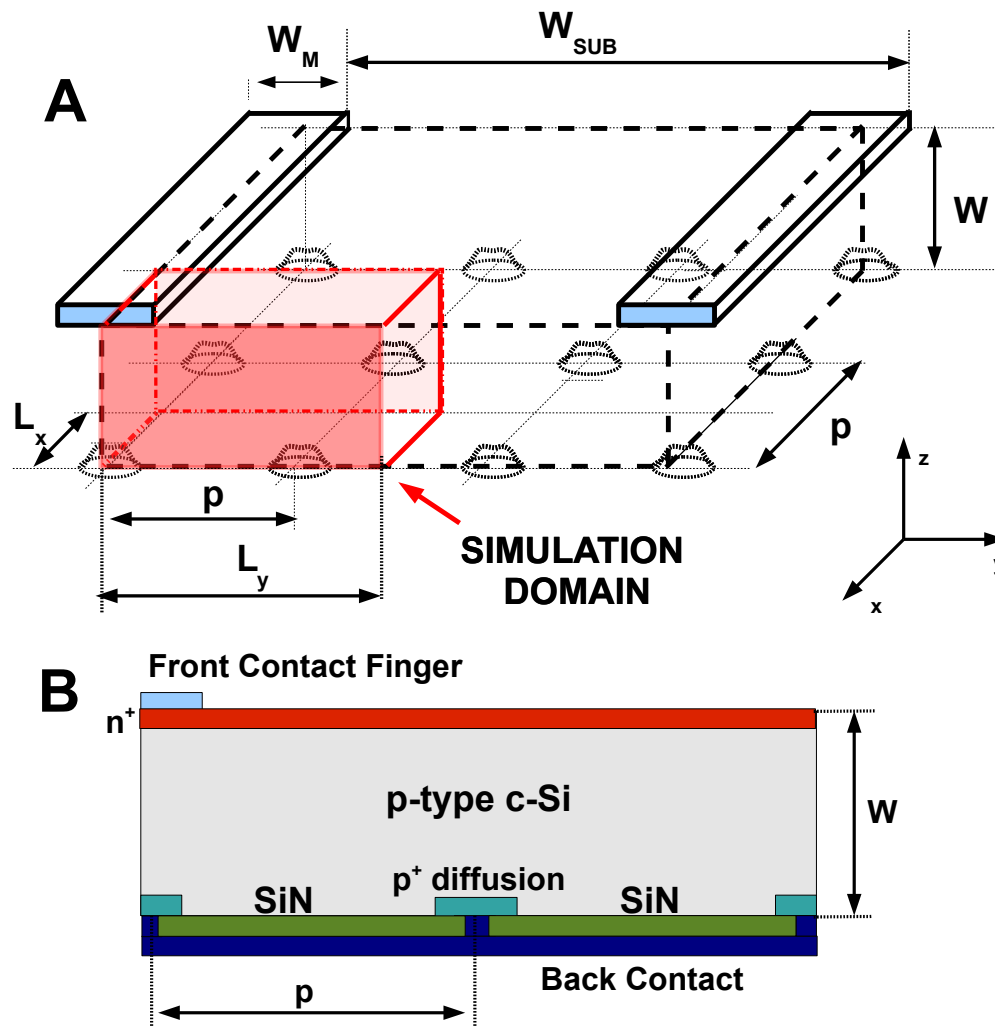 A
W_M
W_SUB
W
L_x
p
p
L_y
SIMULATION
DOMAIN
z
y
x
B
Front Contact Finger
n⁺
p-type c-Si
W
p⁺ diffusion
SiN
SiN
Back Contact
p